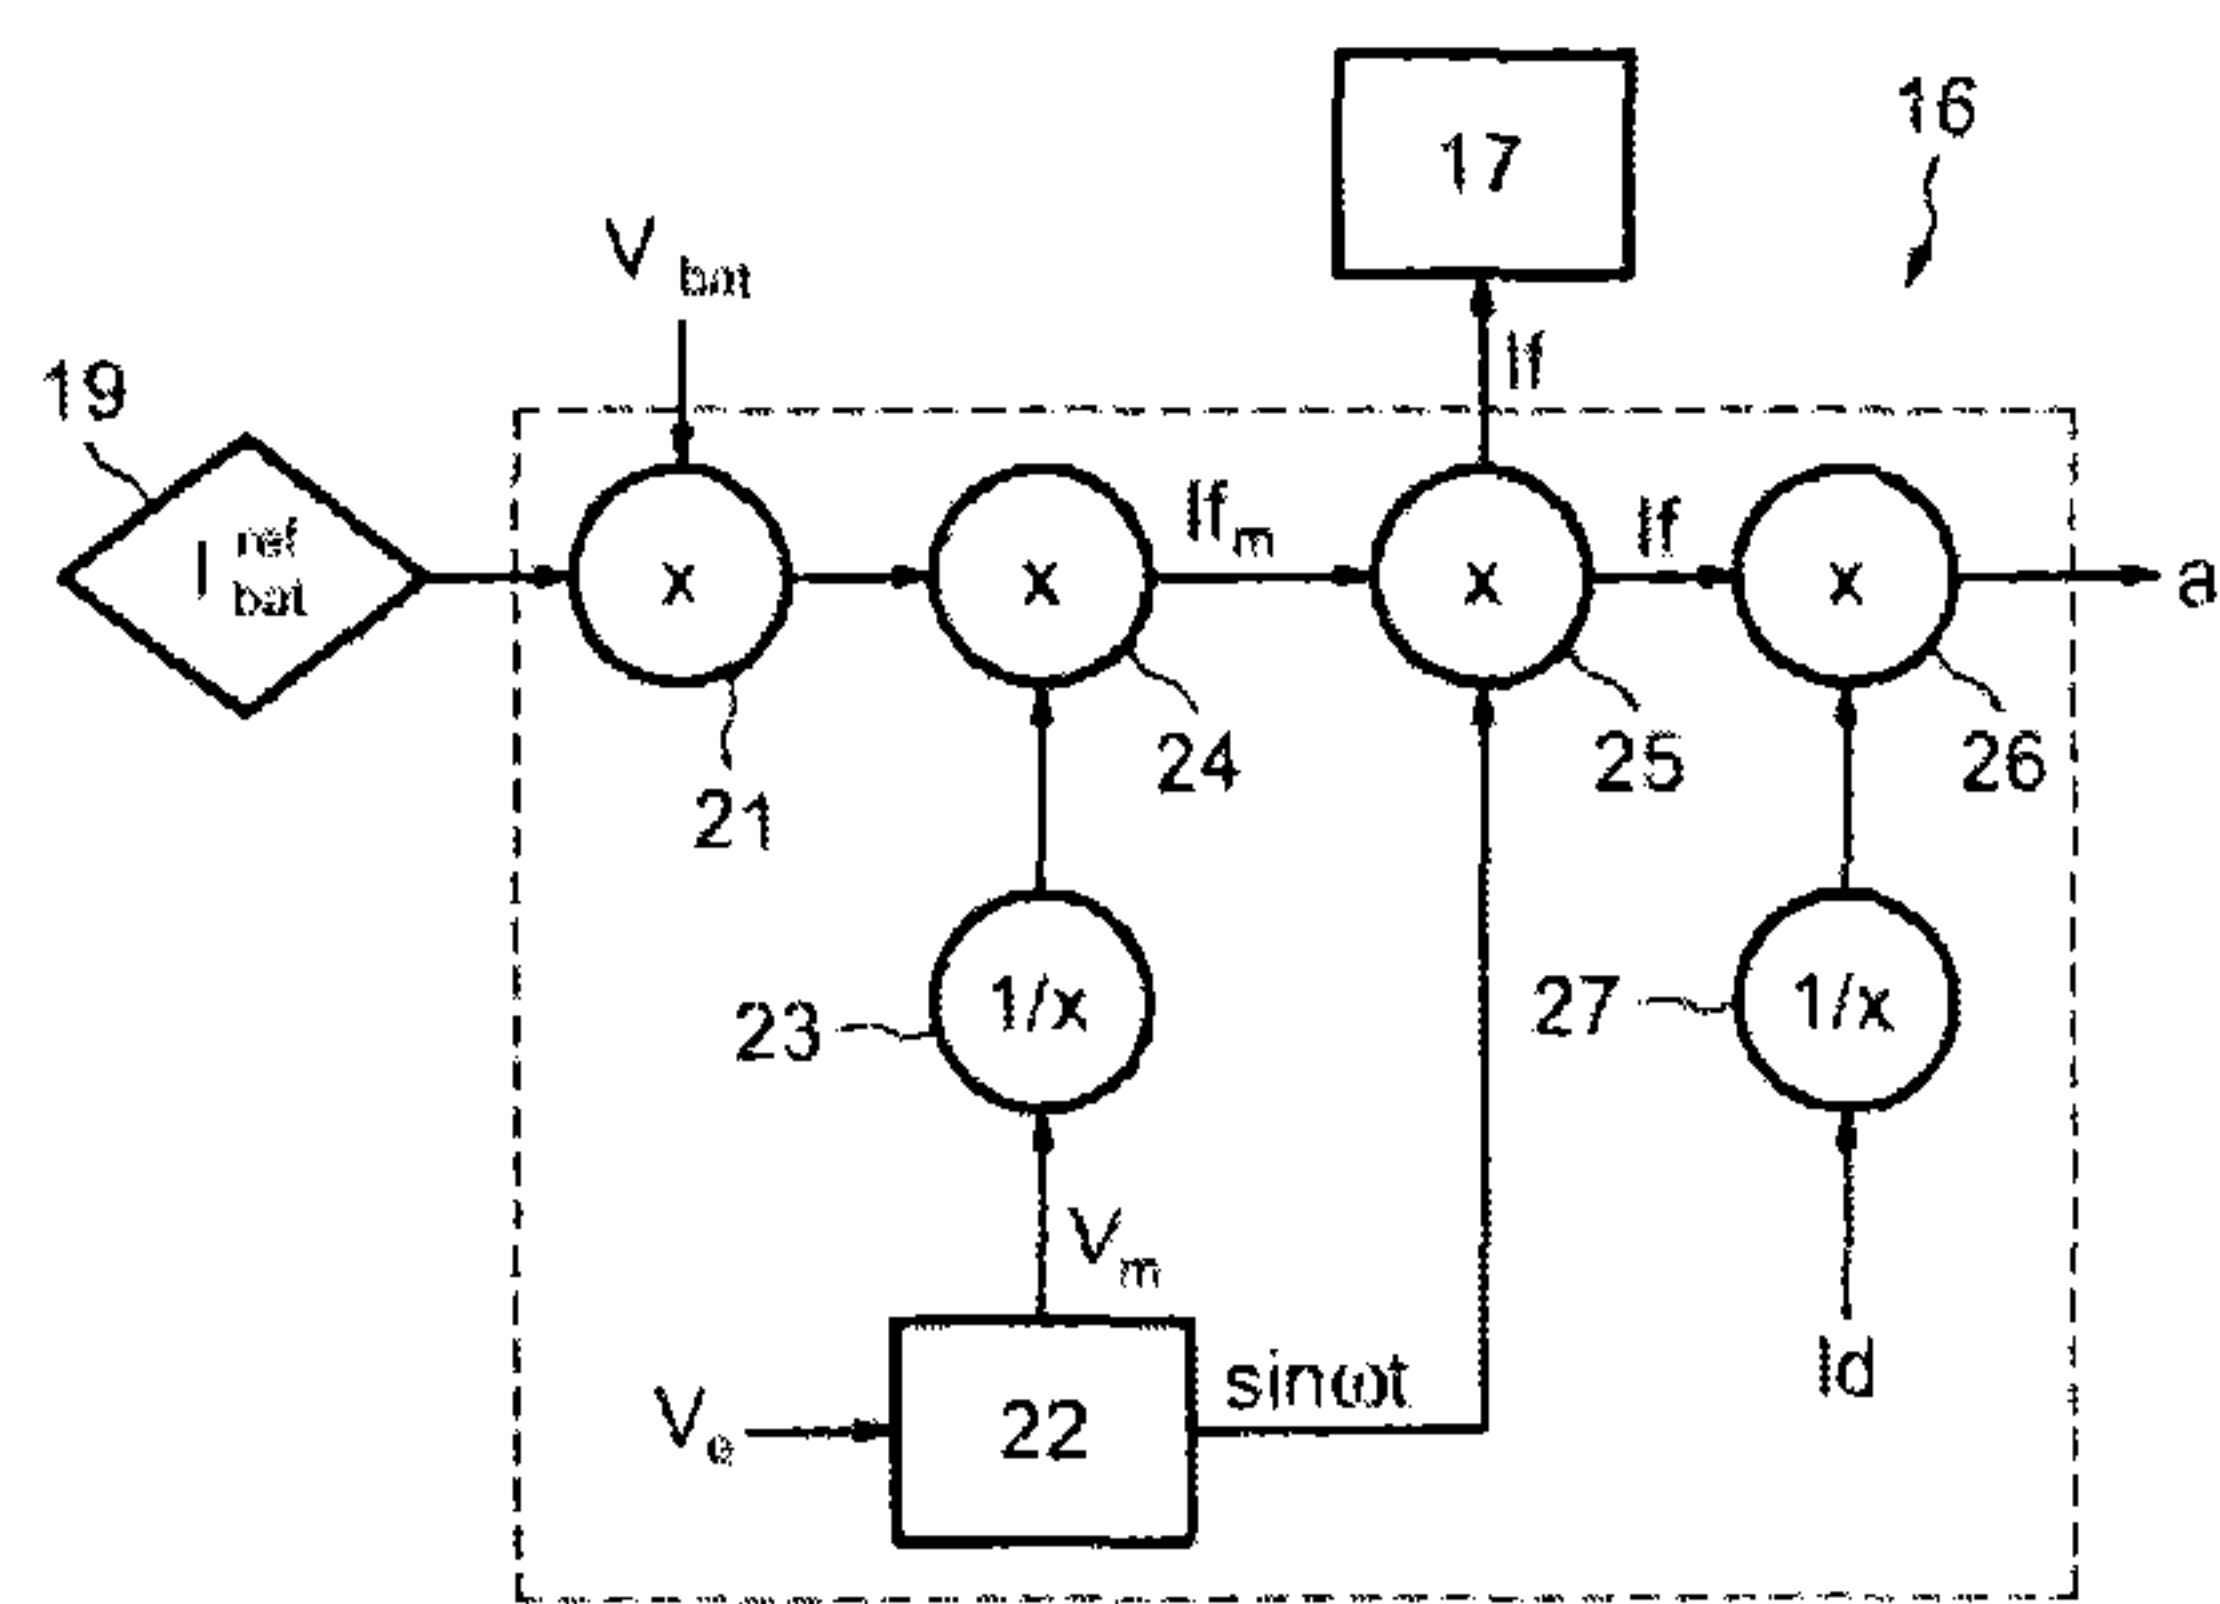 17
16
V bat
If
19
I ref bat
x
x
If m
x
If
x
a
21
24
25
26
23
1/x
27
1/x
V m
V e
22
sinωt
Id